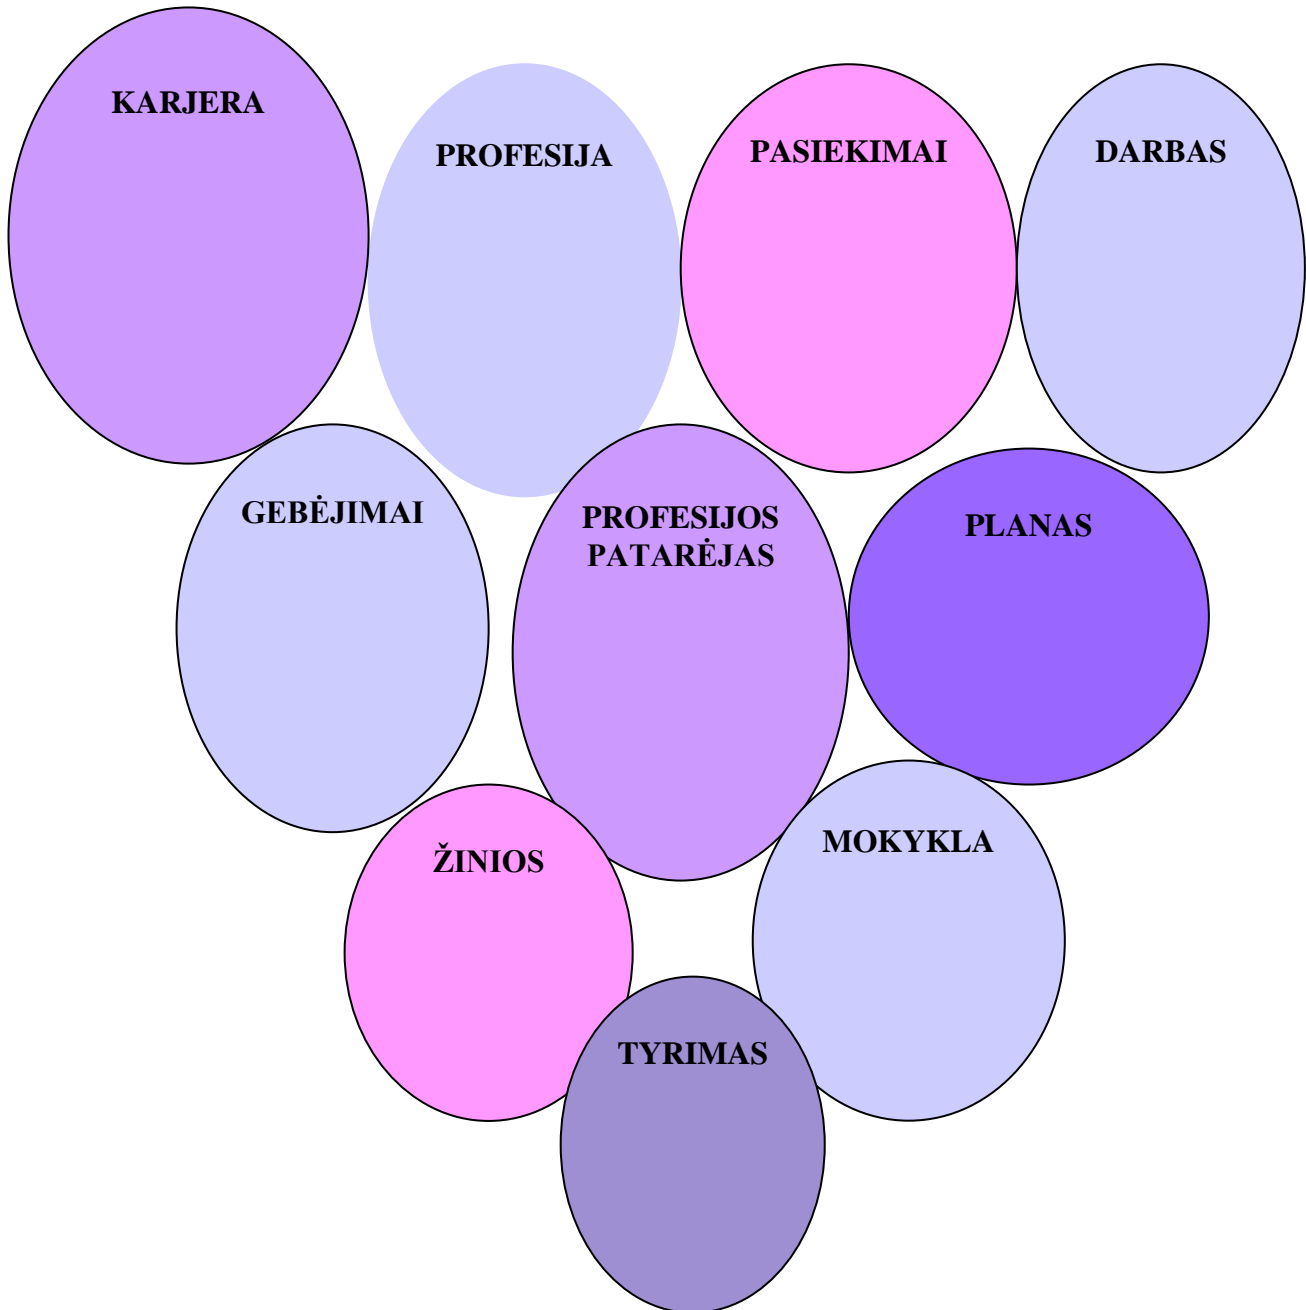 KARJERA
PROFESIJA
PASIEKIMAI
DARBAS
GEBĖJIMAI
PROFESIJOS
PATARĖJAS
PLANAS
ŽINIOS
MOKYKLA
TYRIMAS